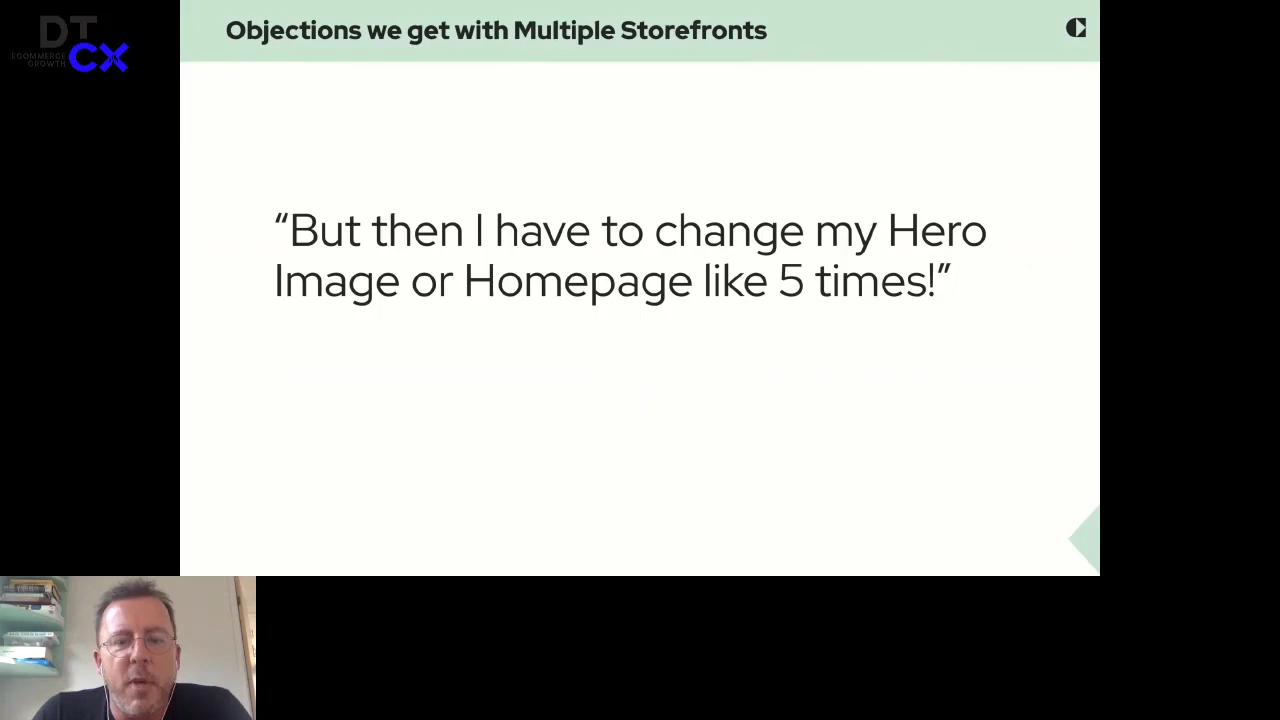 Objections we get with Multiple Storefronts
DT
ECOMMERCE
GROWTH
CX
“But then I have to change my Hero
Image or Homepage like 5 times!”